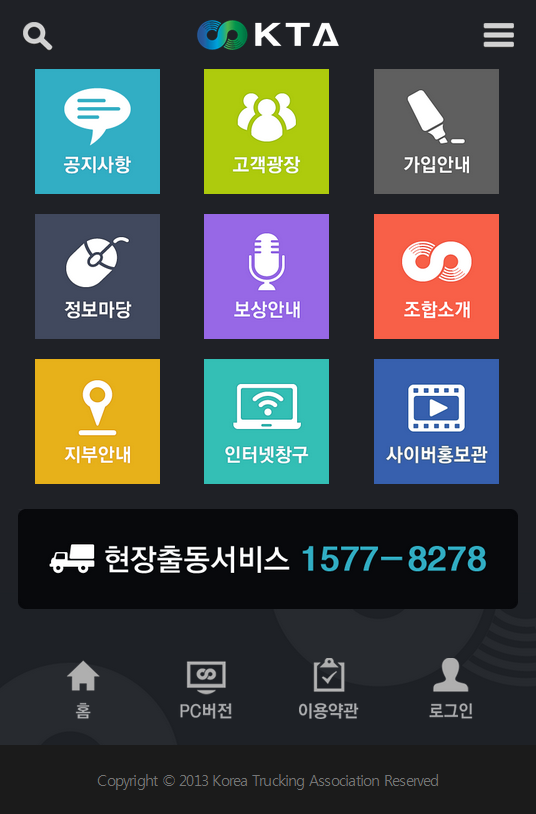 KTA
공지사항
고객광장
가입안내
정보마당
보상안내
조합소개
지부안내
인터넷창구
사이버홍보관
현장출동서비스 1577-8278
홈
PC버전
이용약관
로그인
Copyright © 2013 Korea Trucking Association Reserved